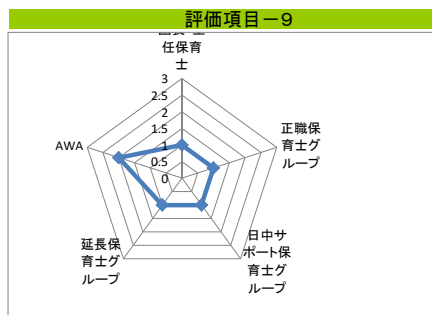 評価項目－9
任保育
士
3
2.5
2
1.5
1
0.5
0
正職保
育士グ
ループ
日中サ
ポート保
育士グ
ループ
延長保
育士グ
ループ
AWA